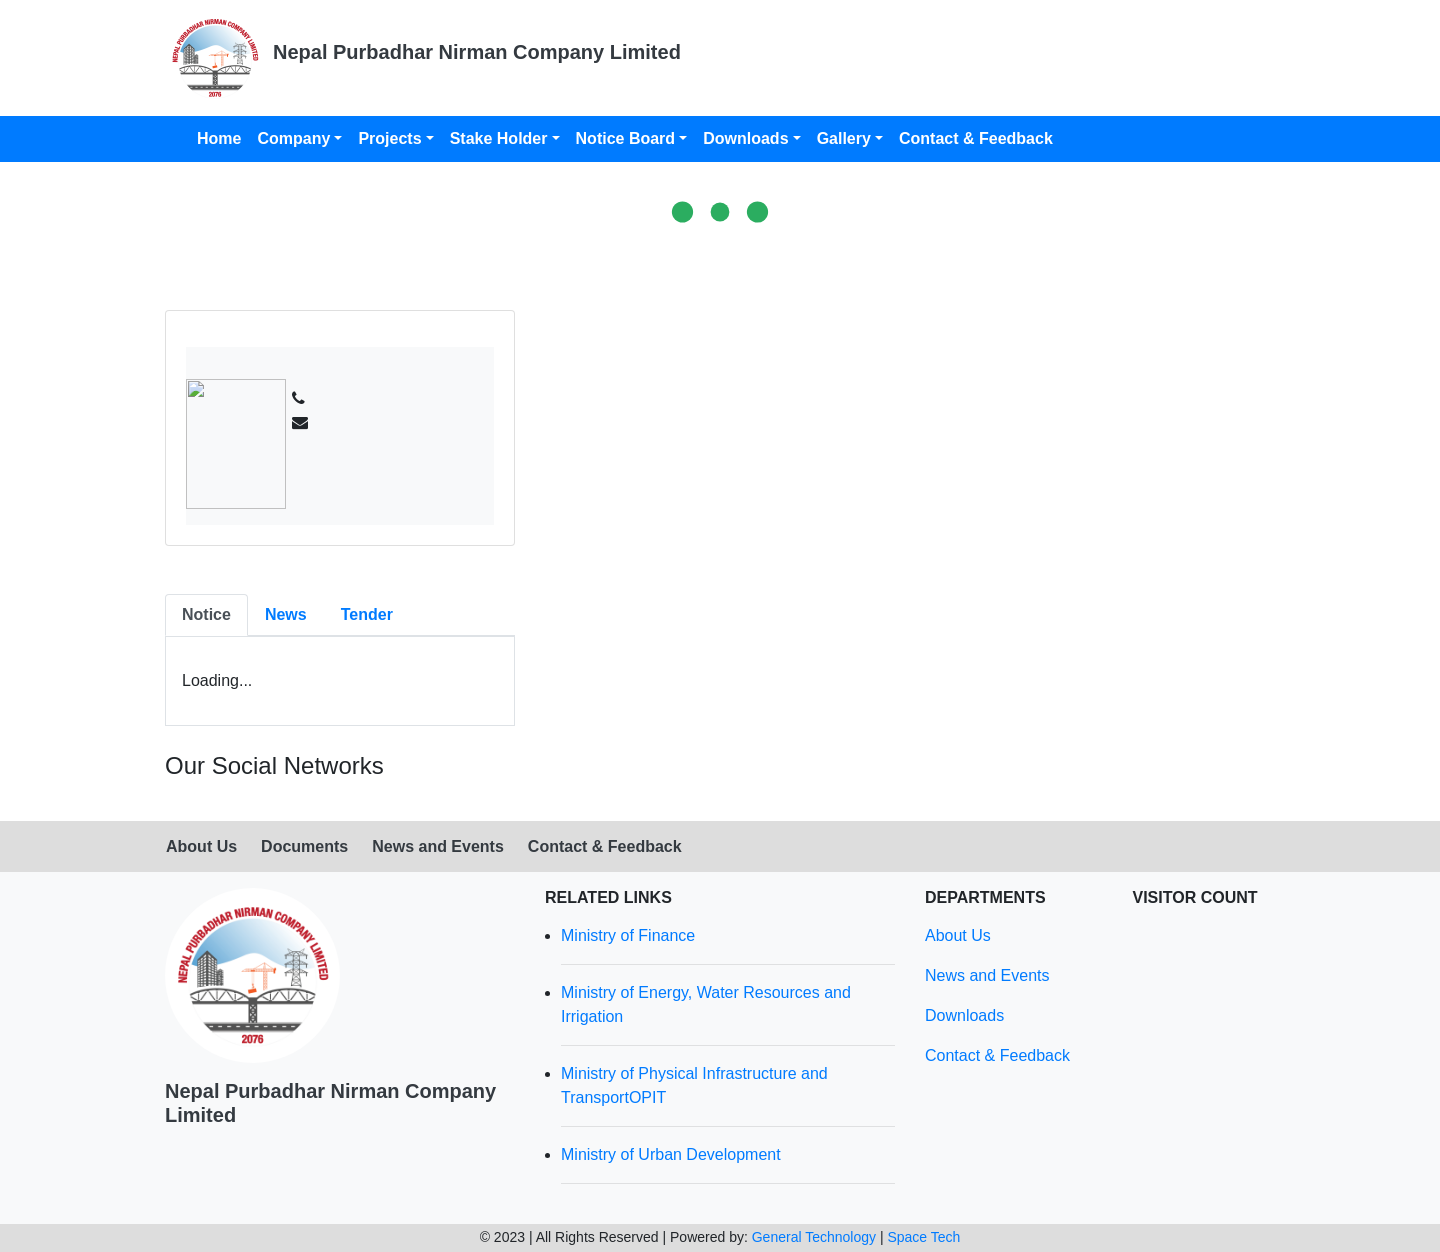 NEPAL PURBADHAR NIRMAN COMPANY LIMITED
2076
Nepal Purbadhar Nirman Company Limited
Home Company Projects Stake Holder Notice Board Downloads Gallery Contact & Feedback
Notice News Tender
Loading...
Our Social Networks
About Us Documents News and Events Contact & Feedback
NEPAL PURBADHAR NIRMAN COMPANY LIMITED
2076
Nepal Purbadhar Nirman Company
Limited
RELATED LINKS
Ministry of Finance
Ministry of Energy, Water Resources and
Irrigation
Ministry of Physical Infrastructure and
TransportOPIT
Ministry of Urban Development
DEPARTMENTS
About Us
News and Events
Downloads
Contact & Feedback
VISITOR COUNT
© 2023 | All Rights Reserved | Powered by: General Technology | Space Tech